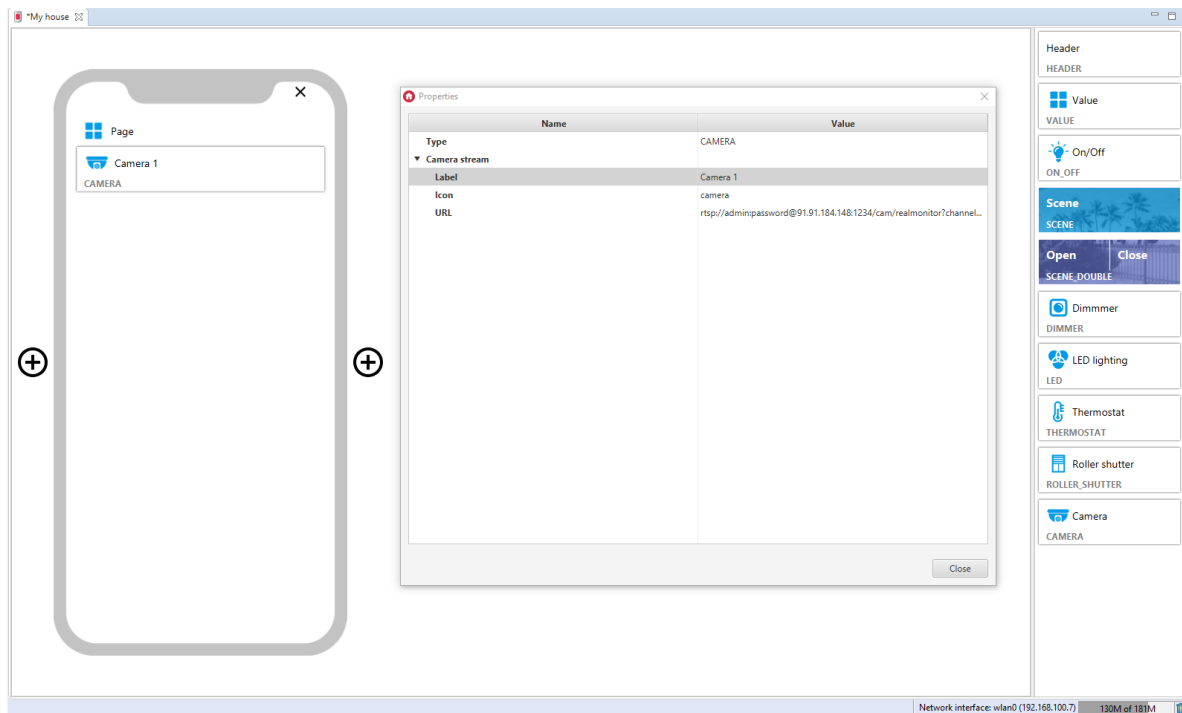 *My house
Page
Camera 1
CAMERA
Properties
Name Value
Type CAMERA
Camera stream
Label Camera 1
Icon camera
URL rtsp://admin:password@91.91.184.148:1234/cam/realmonitor?channel...
Close
Header
HEADER
Value
VALUE
On/Off
ON_OFF
Scene
SCENE
Open Close
SCENE_DOUBLE
Dimmmer
DIMMER
LED lighting
LED
Thermostat
THERMOSTAT
Roller shutter
ROLLER_SHUTTER
Camera
CAMERA
Network interface: wlan0 (192.168.100.7) 130M of 181M